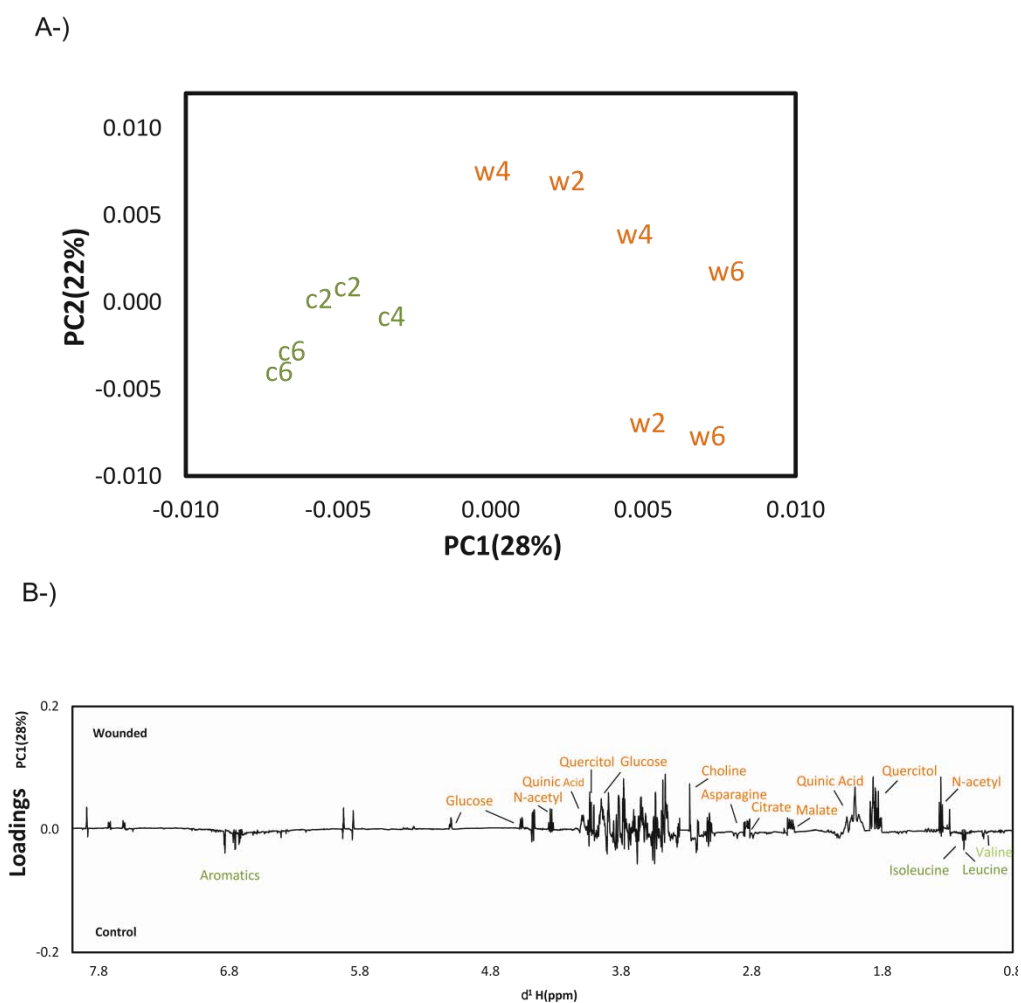 A-)
PC2(22%)
0.010
0.005
0.000
-0.005
-0.010
w4
w2
w4
w6
c2
c2
c4
c6
c6
w2
w6
-0.010
-0.005
0.000
0.005
0.010
PC1(28%)
B-)
Loadings PC1(28%)
0.2
0.0
-0.2
Wounded
Quercitol
Glucose
Quinic Acid
Glucose
N-acetyl
Choline
Asparagine
Citrate
Malate
Quinic Acid
Quercitol
N-acetyl
Aromatics
Valine
Isoleucine
Leucine
Control
7.8
6.8
5.8
4.8
3.8
2.8
1.8
0.8
d¹ H(ppm)